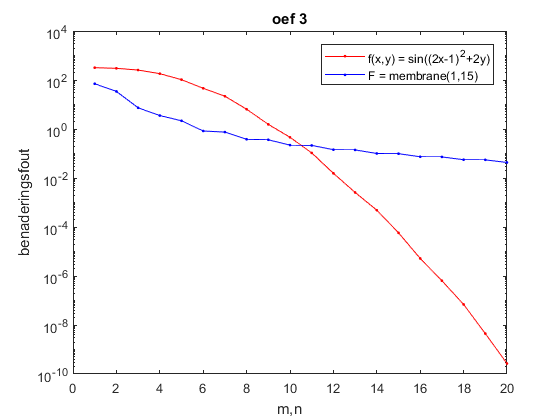 oef 3
f(x,y) = sin((2x-1)^2+2y)
F = membrane(1,15)
benaderingsfout
10^4
10^2
10^0
10^-2
10^-4
10^-6
10^-8
10^-10
0 2 4 6 8 10 12 14 16 18 20
m,n